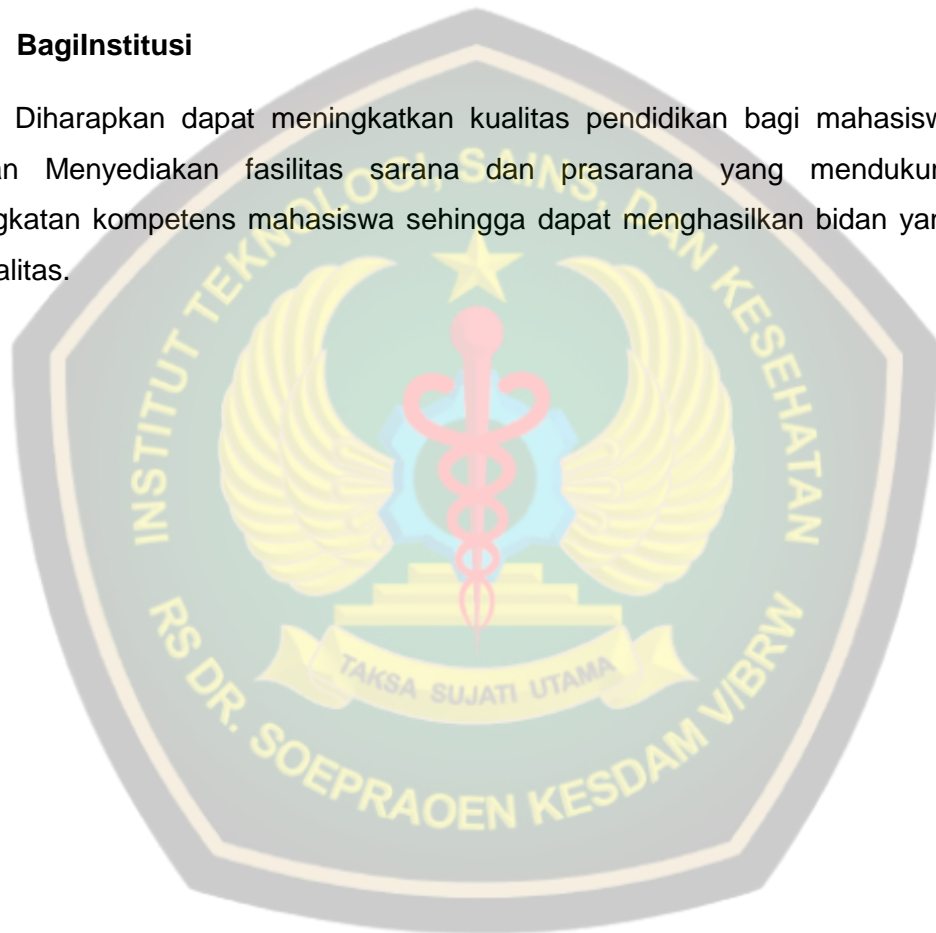 BagiInstitusi
Diharapkan dapat meningkatkan kualitas pendidikan bagi mahasisw
an Menyediakan fasilitas sarana dan prasarana yang mendukun
gkatan kompetens mahasiswa sehingga dapat menghasilkan bidan yan
alitas.
INSTITUT TEKNOLOGI, SAINS, DAN KESEHATAN
TAKSA SUJATI UTAMA
RS DR. SOEPRAOEN KESDAM V/BRW